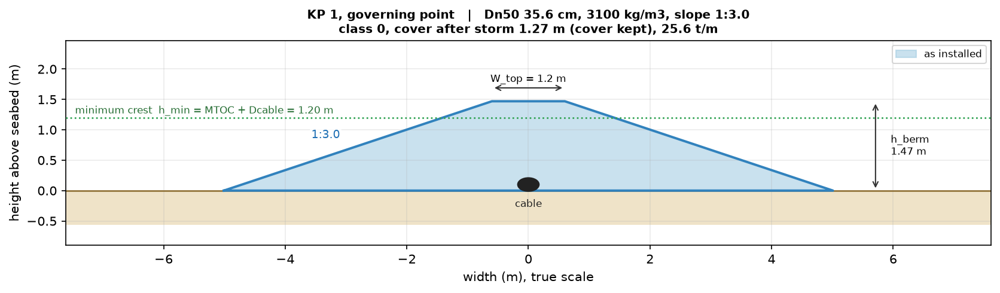 KP 1, governing point | Dn50 35.6 cm, 3100 kg/m3, slope 1:3.0
class 0, cover after storm 1.27 m (cover kept), 25.6 t/m
as installed
W_top = 1.2 m
minimum crest h_min = MTOC + Dcable = 1.20 m
1:3.0
h_berm
1.47 m
cable
height above seabed (m)
2.0
1.5
1.0
0.5
0.0
−0.5
−6 −4 −2 0 2 4 6
width (m), true scale